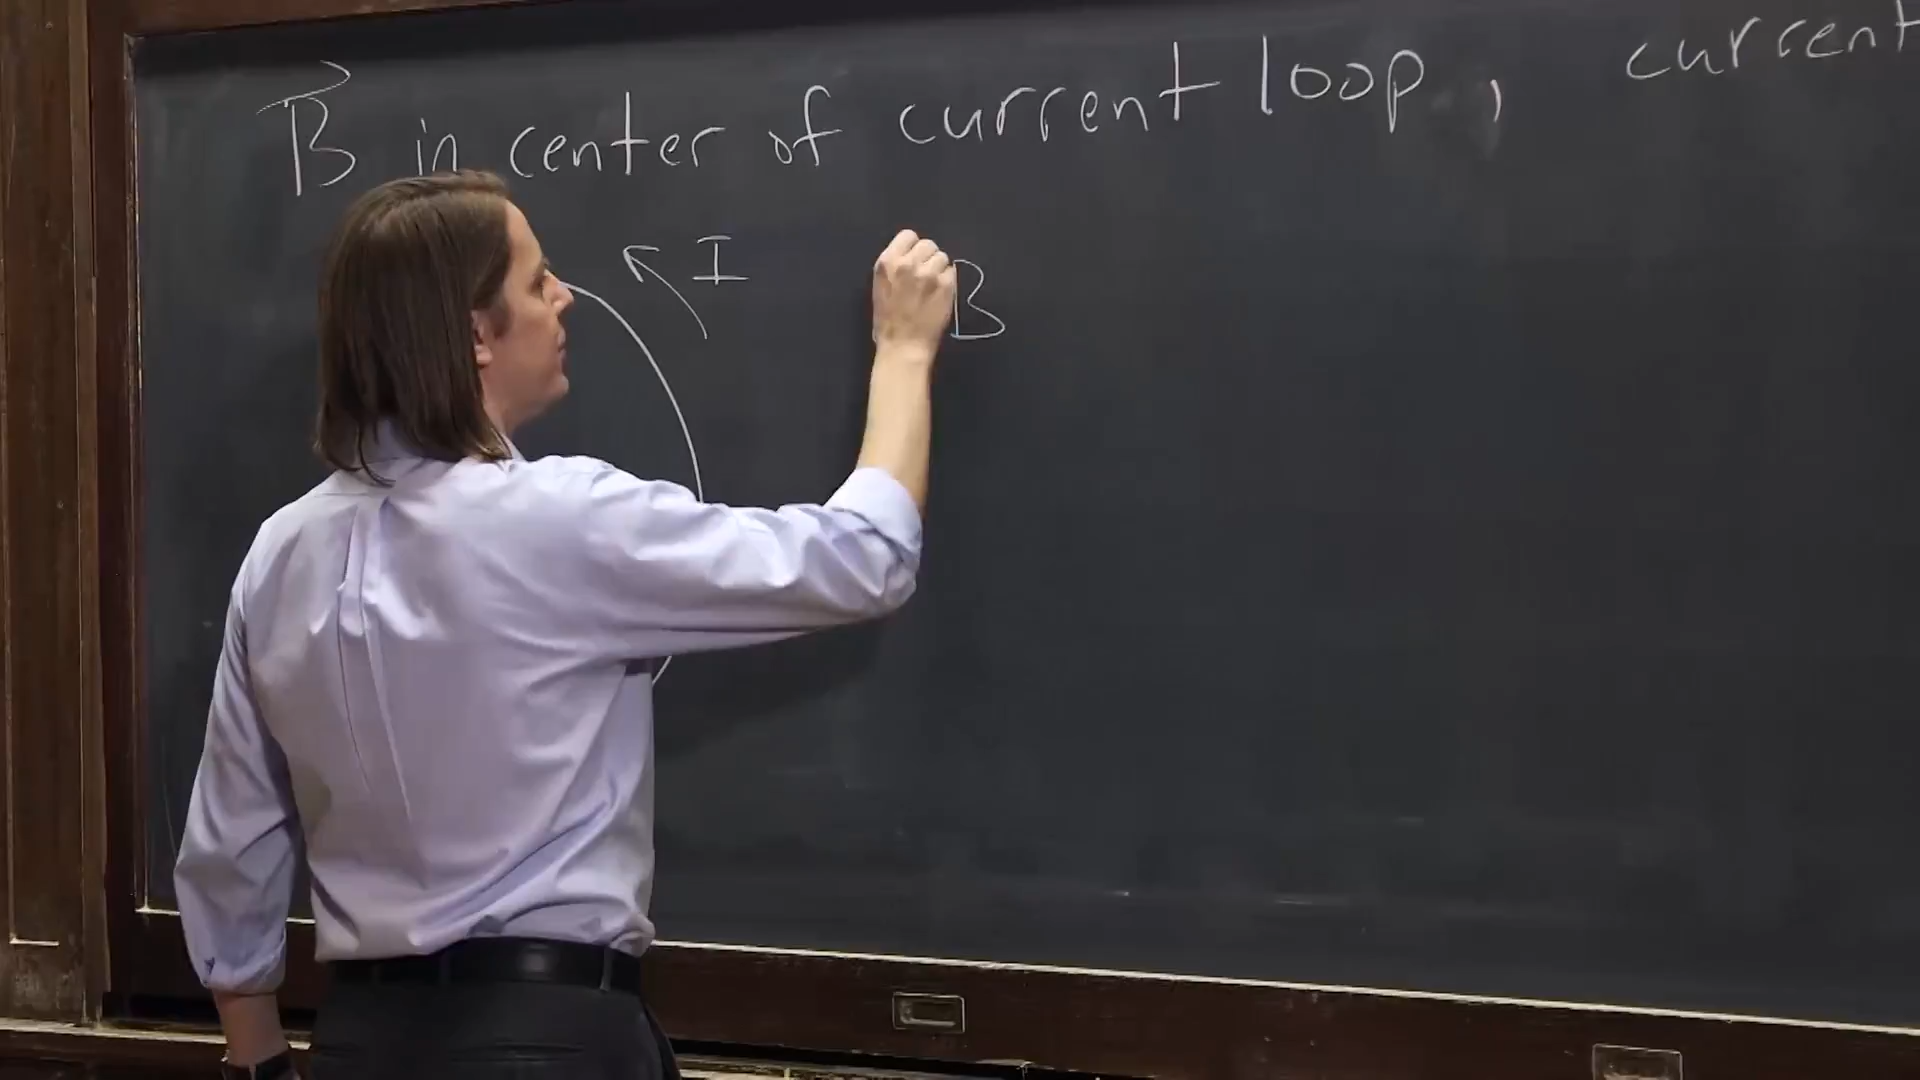 B⃗ in center of current loop, current
I
B